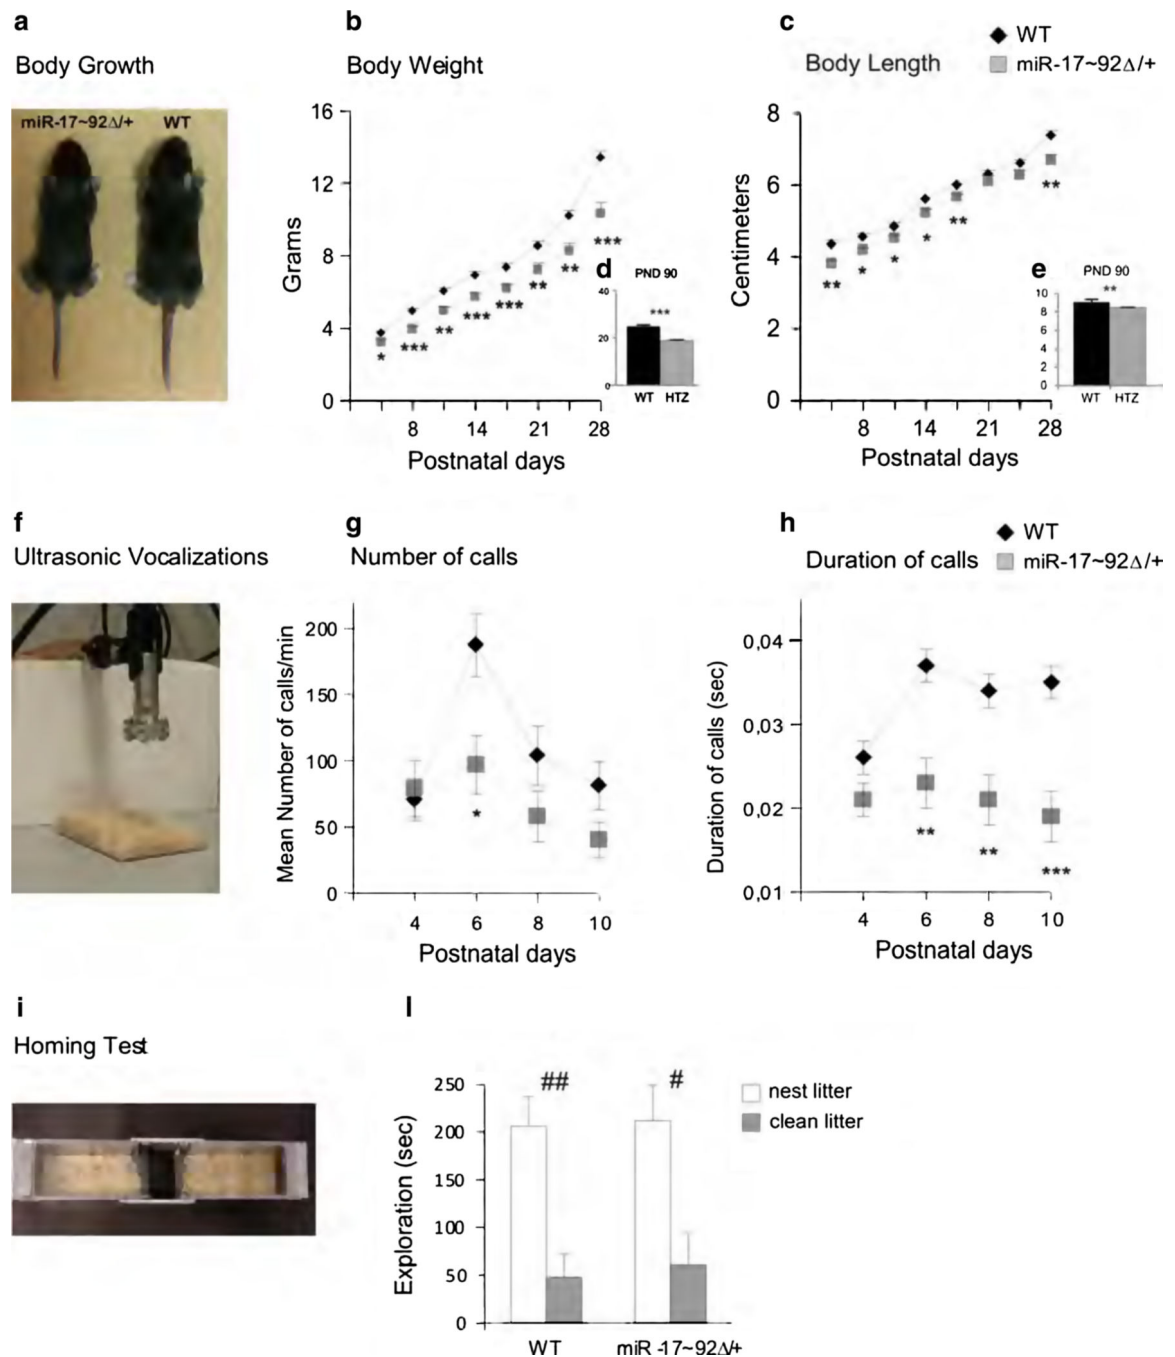 a
Body Growth
miR-17~92Δ/+ WT
b
Body Weight
16
12
8
4
0
Grams
8 14 21 28
Postnatal days
*
***
**
***
***
**
**
***
d
PND 90
***
40
20
0
WT HTZ
c
Body Length
WT
miR-17~92Δ/+
8
6
4
2
0
Centimeters
8 14 21 28
Postnatal days
**
*
*
*
**
**
e
PND 90
**
10
8
6
4
2
0
WT HTZ
f
Ultrasonic Vocalizations
g
Number of calls
Mean Number of calls/min
200
150
100
50
0
*
4 6 8 10
Postnatal days
h
Duration of calls
WT
miR-17~92Δ/+
Duration of calls (sec)
0,04
0,03
0,02
0,01
**
**
***
4 6 8 10
Postnatal days
i
Homing Test
l
Exploration (sec)
250
200
150
100
50
0
## #
nest litter
clean litter
WT miR -17~92Δ/+